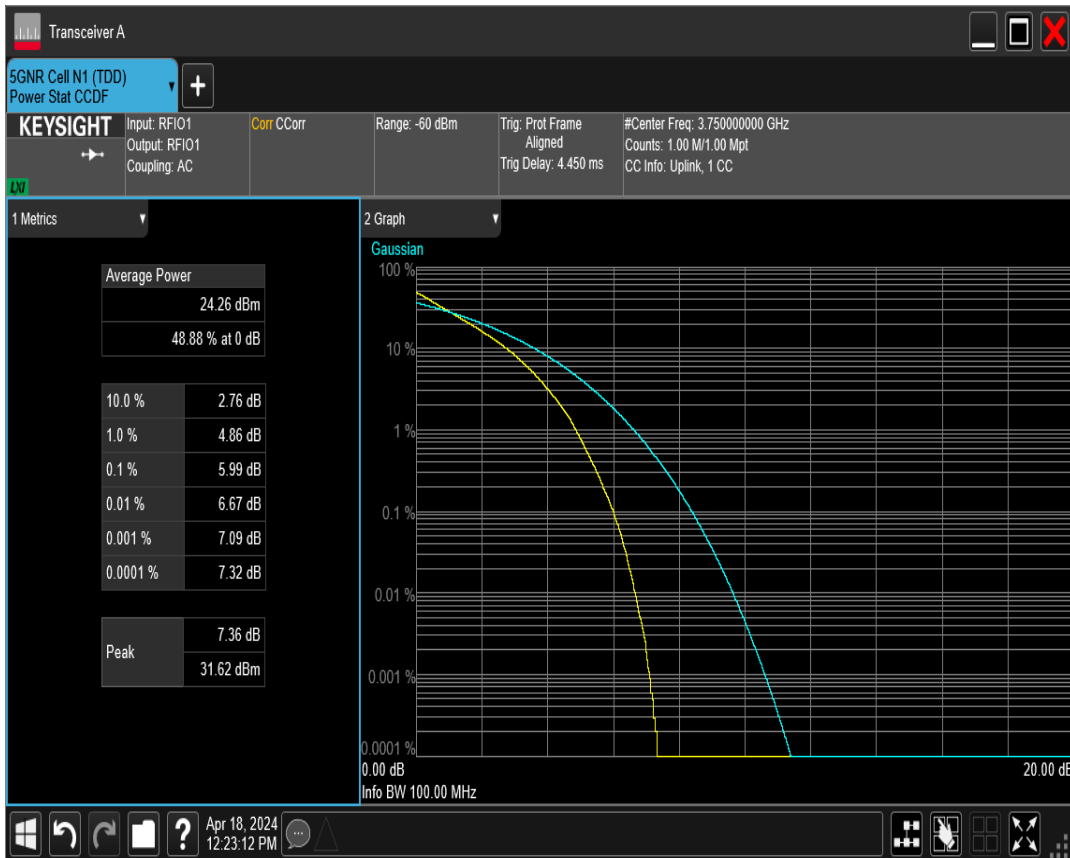 Transceiver A
5GNR Cell N1 (TDD)
Power Stat CCDF
+
KEYSIGHT
LXI
Input: RFIO1
Output: RFIO1
Coupling: AC
Corr CCorr
Range: -60 dBm
Trig: Prot Frame
Aligned
Trig Delay: 4.450 ms
#Center Freq: 3.750000000 GHz
Counts: 1.00 M/1.00 Mpt
CC Info: Uplink, 1 CC
1 Metrics
Average Power
24.26 dBm
48.88 % at 0 dB
10.0 % 2.76 dB
1.0 % 4.86 dB
0.1 % 5.99 dB
0.01 % 6.67 dB
0.001 % 7.09 dB
0.0001 % 7.32 dB
Peak 7.36 dB
31.62 dBm
2 Graph
Gaussian
100 %
10 %
1 %
0.1 %
0.01 %
0.001 %
0.0001 %
0.00 dB 20.00 dB
Info BW 100.00 MHz
?
Apr 18, 2024
12:23:12 PM